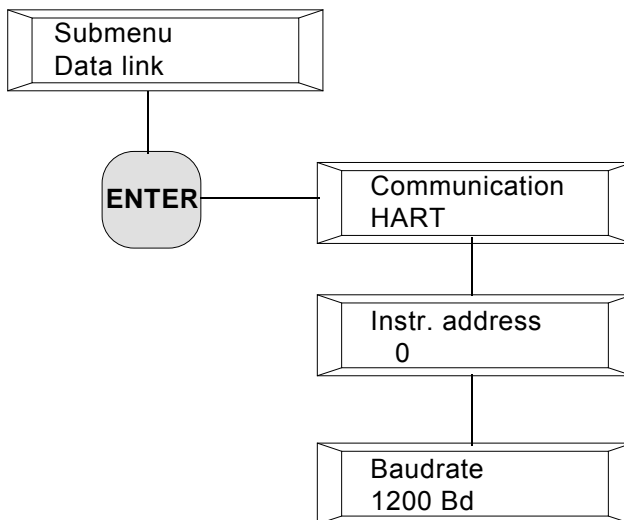 Submenu
Data link
ENTER
Communication
HART
Instr. address
0
Baudrate
1200 Bd